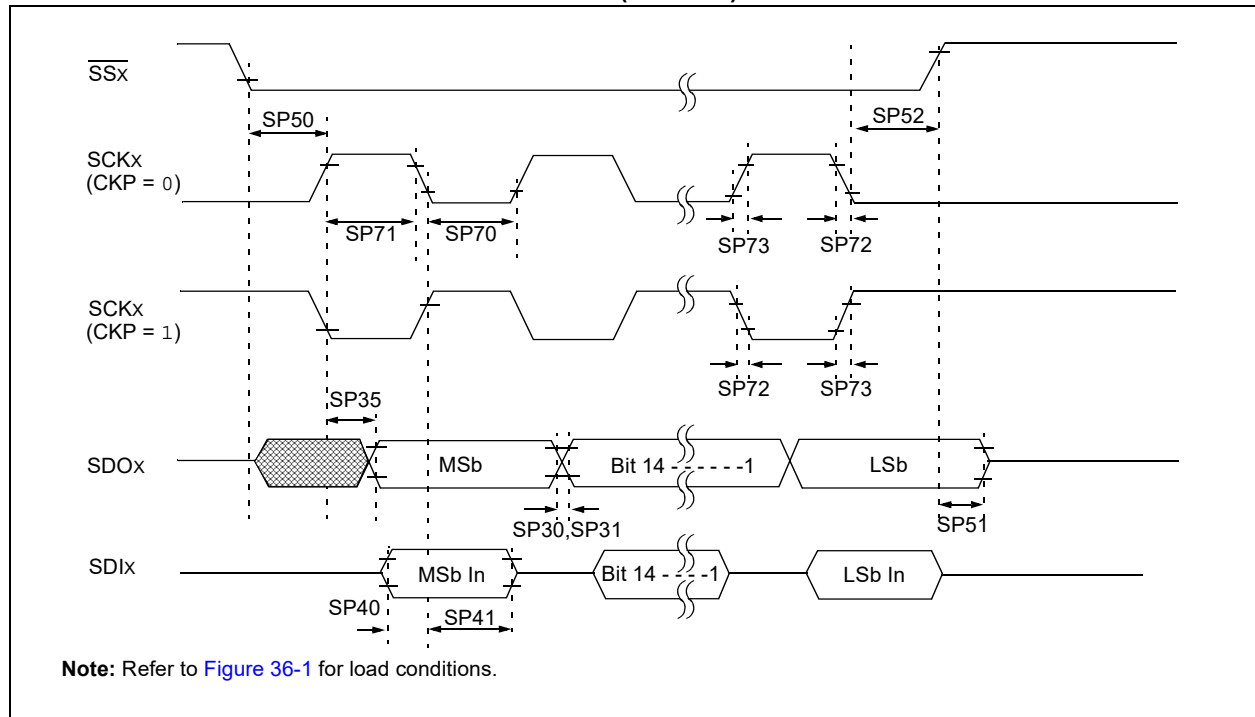 SSx
SP50
SP52
SCKx
(CKP = 0)
SP71
SP70
SP73
SP72
SCKx
(CKP = 1)
SP72
SP73
SP35
SDOx
MSb
Bit 14 - - - - - -1
LSb
SP30,SP31
SP51
SDIx
MSb In
Bit 14 - - - - -1
LSb In
SP40
SP41
Note: Refer to Figure 36-1 for load conditions.